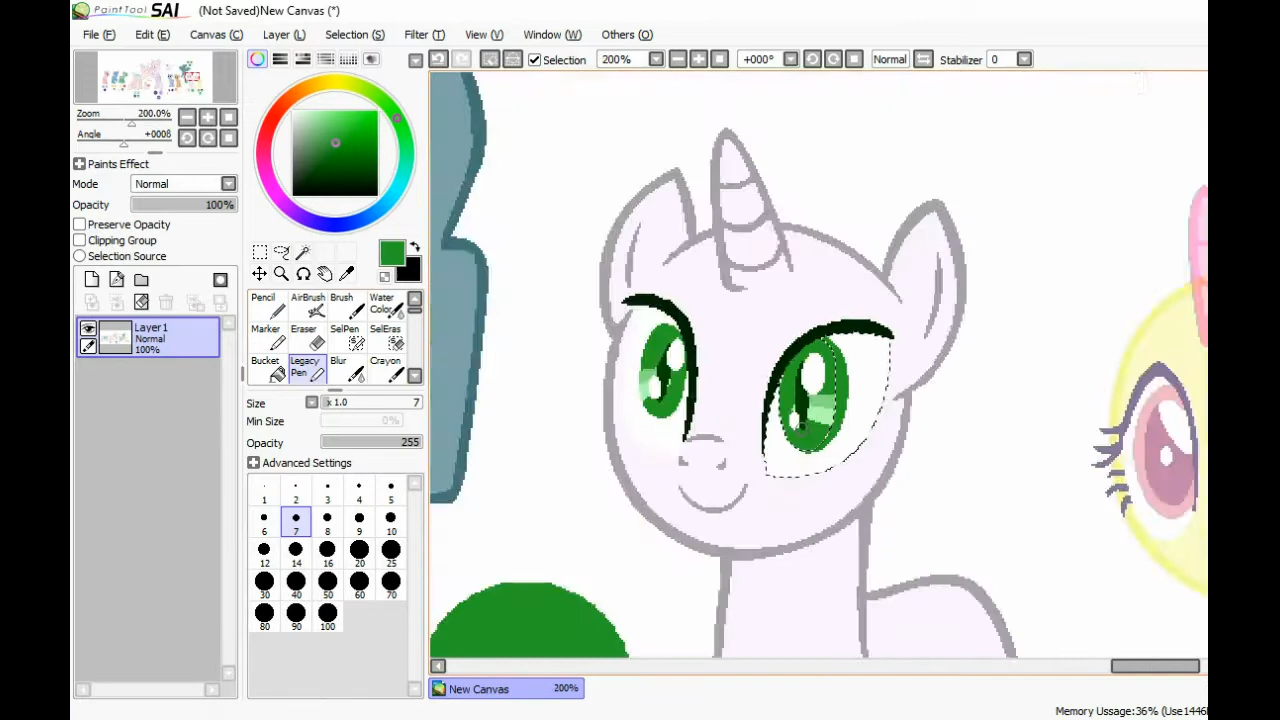 PaintTool SAI (Not Saved)New Canvas (*)
File (F) Edit (E) Canvas (C) Layer (L) Selection (S) Filter (T) View (V) Window (W) Others (O)
Selection 200% +000° Normal Stabilizer 0
Zoom 200.0%
Angle +000ß
Paints Effect
Mode Normal
Opacity 100%
Preserve Opacity
Clipping Group
Selection Source
Layer1
Normal
100%
Pencil AirBrush Brush Water Color
Marker Eraser SelPen SelEras
Bucket Legacy Pen Blur Crayon
Size x 1.0 7
Min Size 0%
Opacity 255
Advanced Settings
1 2 3 4 5
6 7 8 9 10
12 14 16 20 25
30 40 50 60 70
80 90 100
New Canvas 200%
Memory Ussage:36% (Use1446